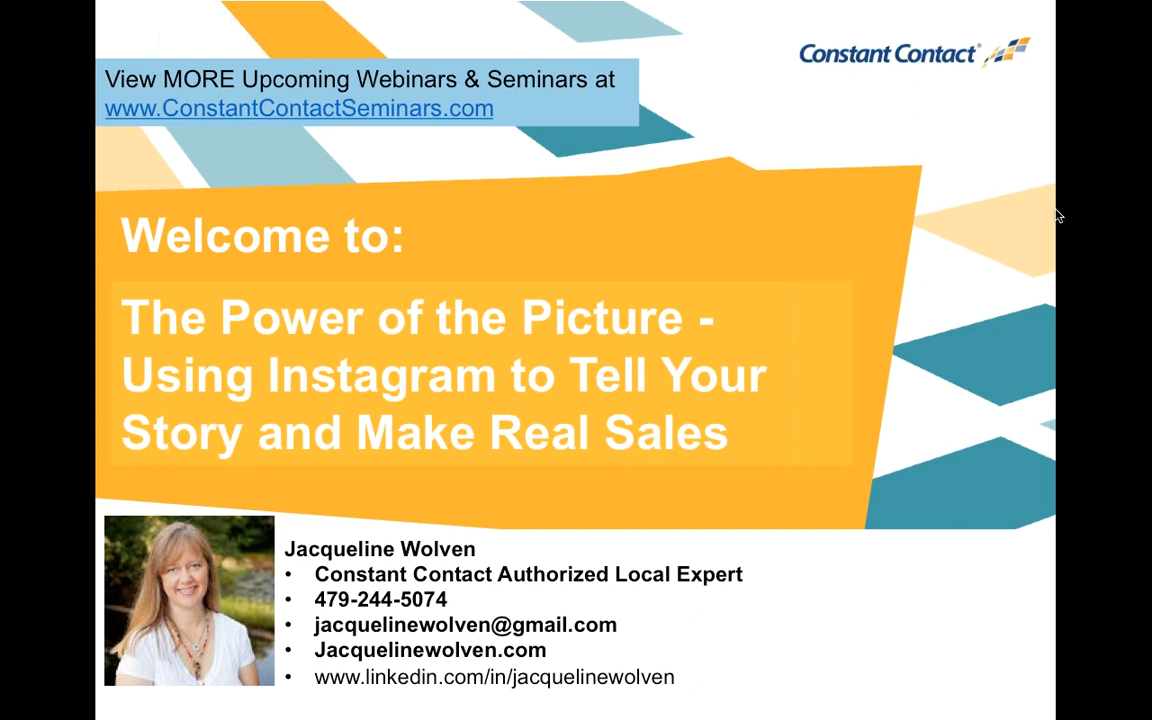 Constant Contact®
View MORE Upcoming Webinars & Seminars at
www.ConstantContactSeminars.com
Welcome to:
The Power of the Picture -
Using Instagram to Tell Your
Story and Make Real Sales
Jacqueline Wolven
• Constant Contact Authorized Local Expert
• 479-244-5074
• jacquelinewolven@gmail.com
• Jacquelinewolven.com
• www.linkedin.com/in/jacquelinewolven